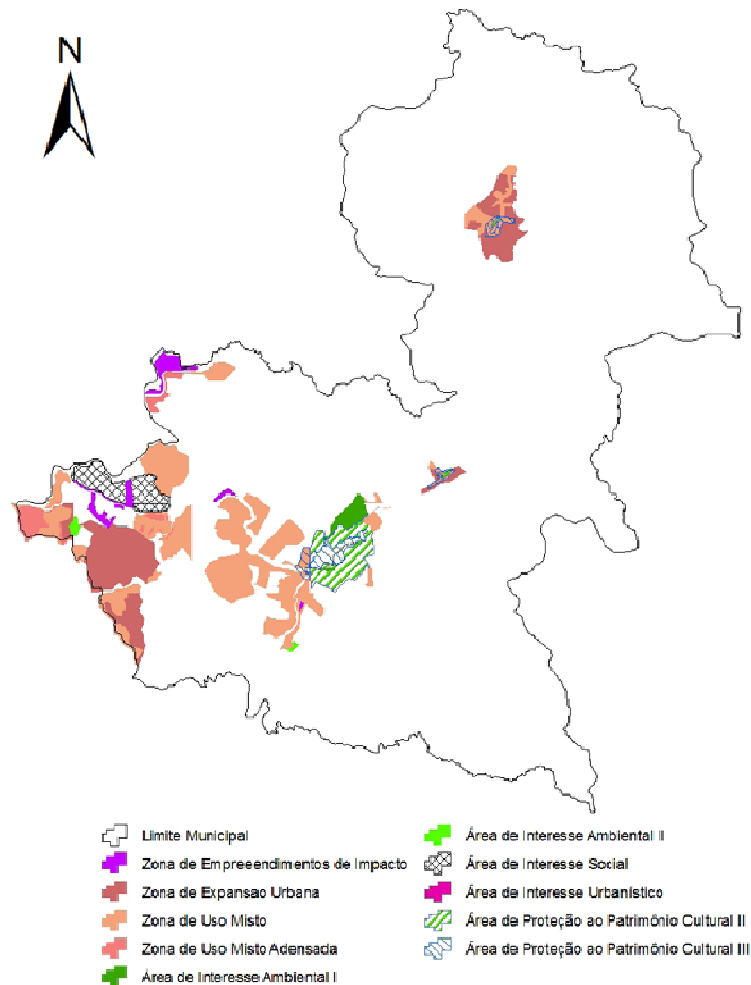 N
Limite Municipal
Zona de Empreeendimentos de Impacto
Zona de Expansao Urbana
Zona de Uso Misto
Zona de Uso Misto Adensada
Área de Interesse Ambiental I
Área de Interesse Ambiental II
Área de Interesse Social
Área de Interesse Urbanístico
Área de Proteção ao Patrimônio Cultural II
Área de Proteção ao Patrimônio Cultural III